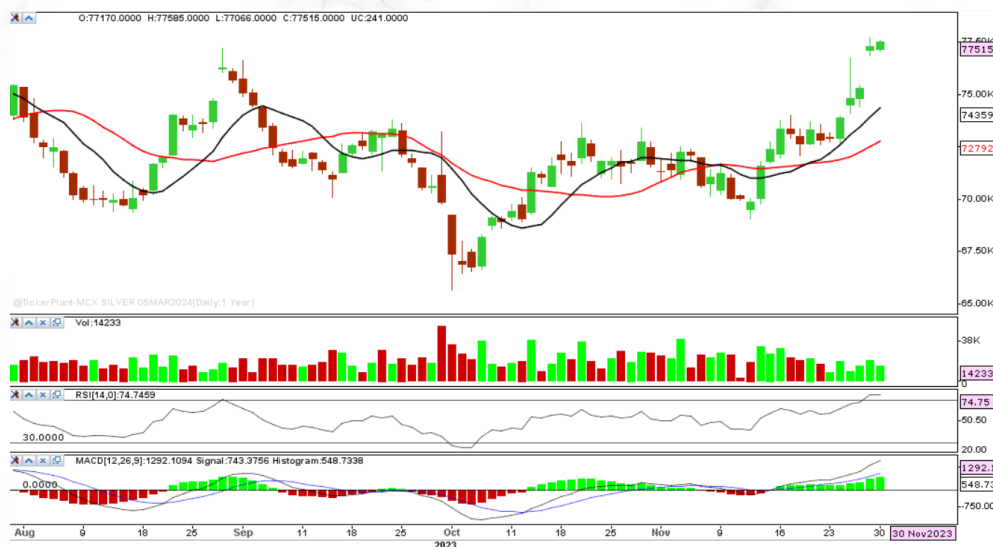 O:77170.0000 H:77585.0000 L:77066.0000 C:77515.0000 UC:241.0000
77515
75.00K
74359
72792
70.00K
67.50K
65.00K
@TickerPlant-MCX SILVER 05MAR2024(Daily:1 Year)
Vol:14233
38K
14233
0
RSI[14,0]:74.7459
74.75
50.50
30.0000
20.00
MACD[12,26,9]:1292.1094 Signal:743.3756 Histogram:548.7338
1292.1
0.0000
548.73
-750.00
Aug 9 18 25 Sep 11 18 25 Oct 11 18 25 Nov 9 16 23 30 30 Nov2023
2023